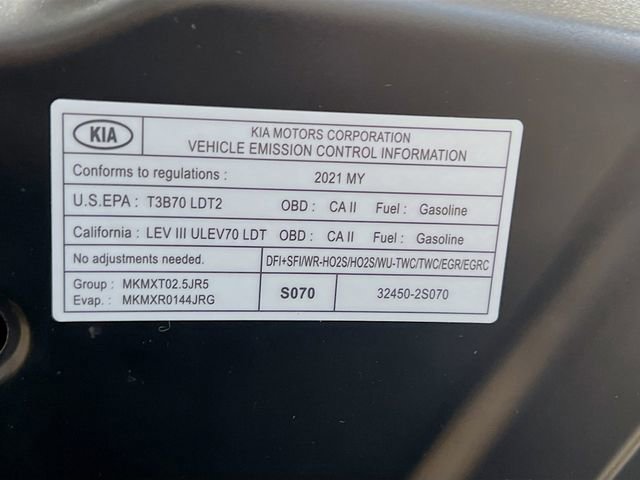 KIA
KIA MOTORS CORPORATION
VEHICLE EMISSION CONTROL INFORMATION
Conforms to regulations : 2021 MY
U.S.EPA : T3B70 LDT2 OBD : CA II Fuel : Gasoline
California : LEV III ULEV70 LDT OBD : CA II Fuel : Gasoline
No adjustments needed. DFI+SFI/WR-HO2S/HO2S/WU-TWC/TWC/EGR/EGRC
Group : MKMXT02.5JR5
Evap. : MKMXR0144JRG
S070
32450-2S070